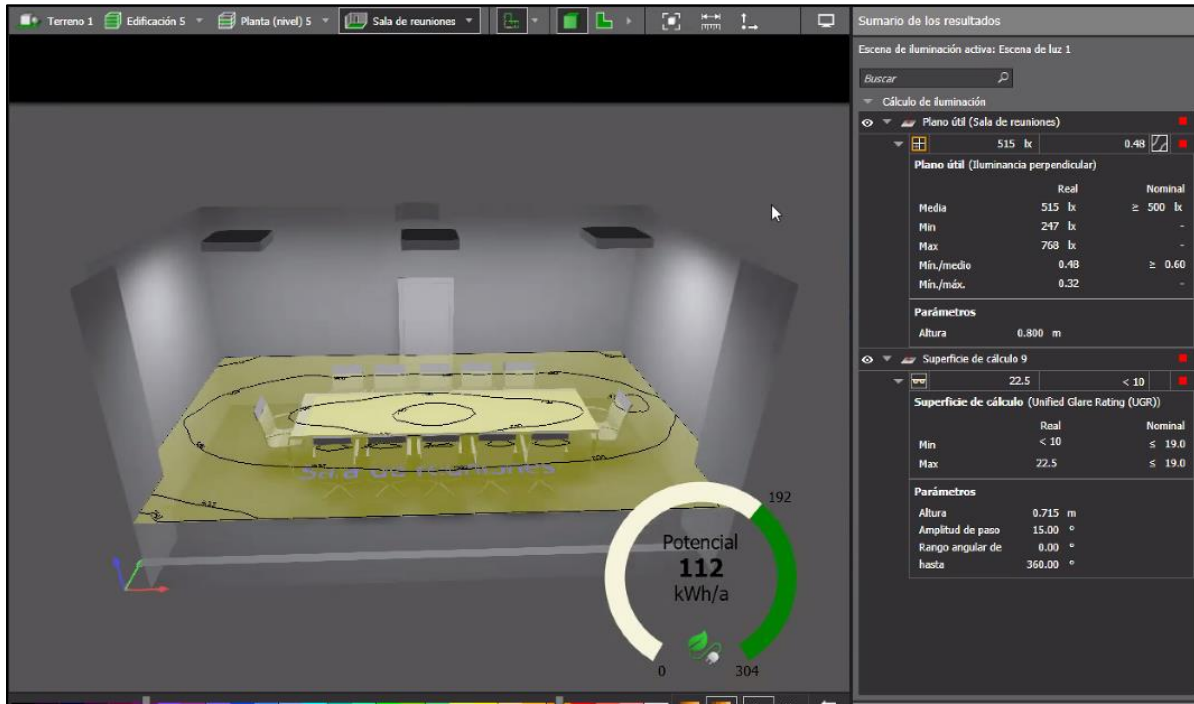 Terreno 1 Edificación 5 Planta (nivel) 5 Sala de reuniones
Sumario de los resultados
Escena de iluminación activa: Escena de luz 1
Buscar
Cálculo de iluminación
Plano útil (Sala de reuniones)
515 lx 0.48
Plano útil (Iluminancia perpendicular)
Real Nominal
Media 515 lx ≥ 500 lx
Min 247 lx -
Max 768 lx -
Mín./medio 0.48 ≥ 0.60
Mín./máx. 0.32 -
Parámetros
Altura 0.800 m
Superficie de cálculo 9
22.5 < 10
Superficie de cálculo (Unified Glare Rating (UGR))
Real Nominal
Min < 10 ≤ 19.0
Max 22.5 ≤ 19.0
Parámetros
Altura 0.715 m
Amplitud de paso 15.00 °
Rango angular de 0.00 °
hasta 360.00 °
Sala de reuniones
192
Potencial
112
kWh/a
0 304